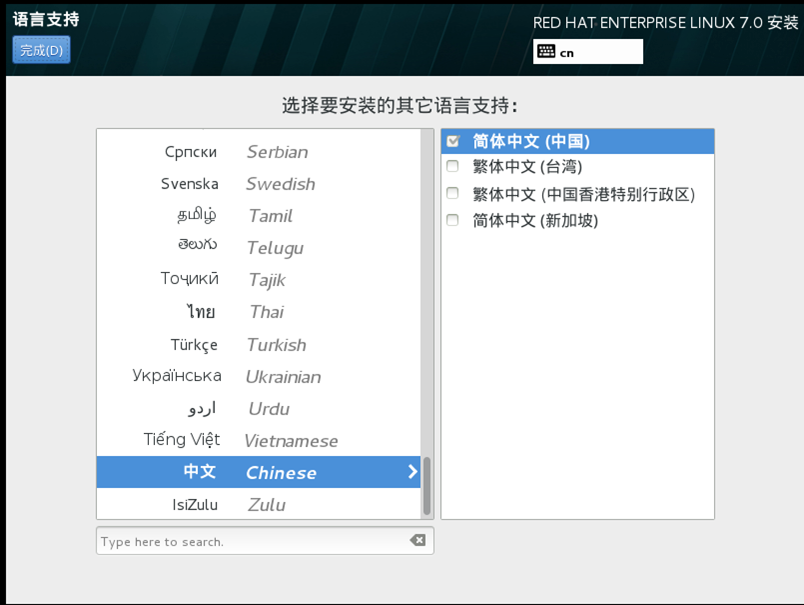 语言支持
RED HAT ENTERPRISE LINUX 7.0 安装
完成(D)
cn
选择要安装的其它语言支持：
Српски Serbian
Svenska Swedish
தமிழ் Tamil
తెలుగు Telugu
Тоҷикӣ Tajik
ไทย Thai
Türkçe Turkish
Українська Ukrainian
اردو Urdu
Tiếng Việt Vietnamese
中文 Chinese
IsiZulu Zulu
Type here to search.
简体中文 (中国)
繁体中文 (台湾)
繁体中文 (中国香港特别行政区)
简体中文 (新加坡)